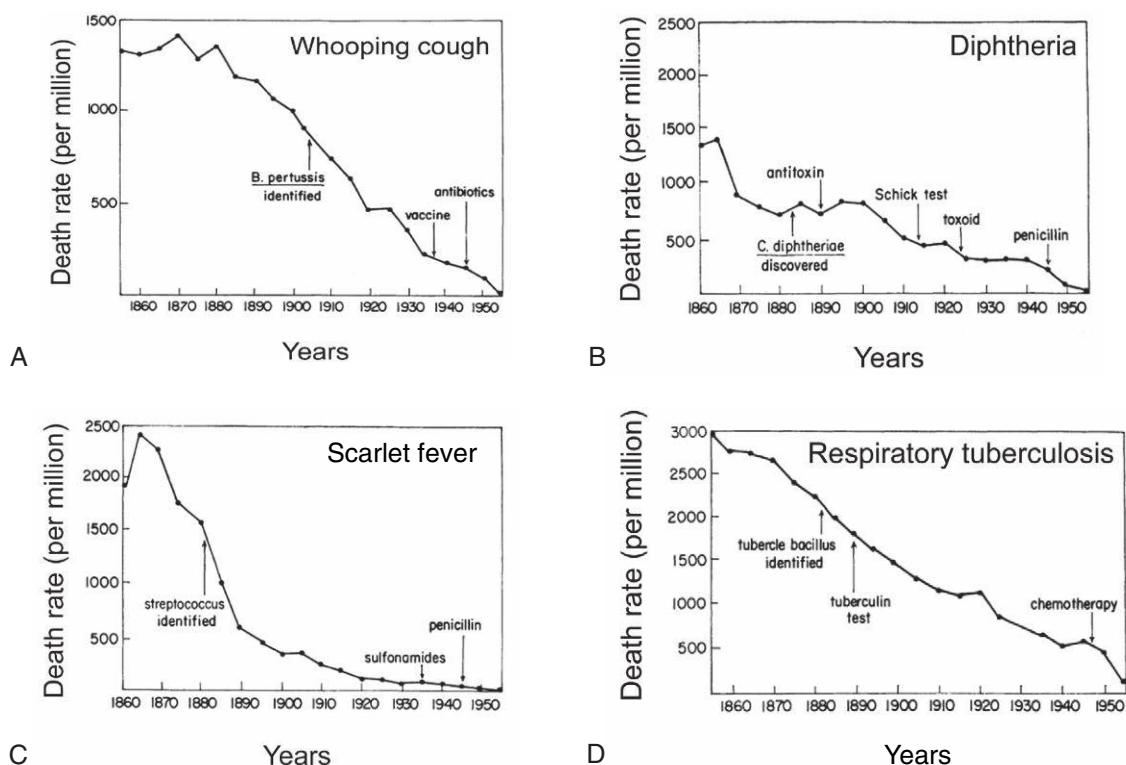 Whooping cough
Death rate (per million)
1500
1000
500
B. pertussis
identified
vaccine
antibiotics
1860 1870 1880 1890 1900 1910 1920 1930 1940 1950
Years
A
Diphtheria
Death rate (per million)
2500
2000
1500
1000
500
antitoxin
C. diphtheriae
discovered
Schick test
toxoid
penicillin
1860 1870 1880 1890 1900 1910 1920 1930 1940 1950
Years
B
Scarlet fever
Death rate (per million)
2500
2000
1500
1000
500
streptococcus
identified
sulfonamides
penicillin
1860 1870 1880 1890 1900 1910 1920 1930 1940 1950
Years
C
Respiratory tuberculosis
Death rate (per million)
3000
2500
2000
1500
1000
500
tubercle bacillus
identified
tuberculin
test
chemotherapy
1860 1870 1880 1890 1900 1910 1920 1930 1940 1950
Years
D